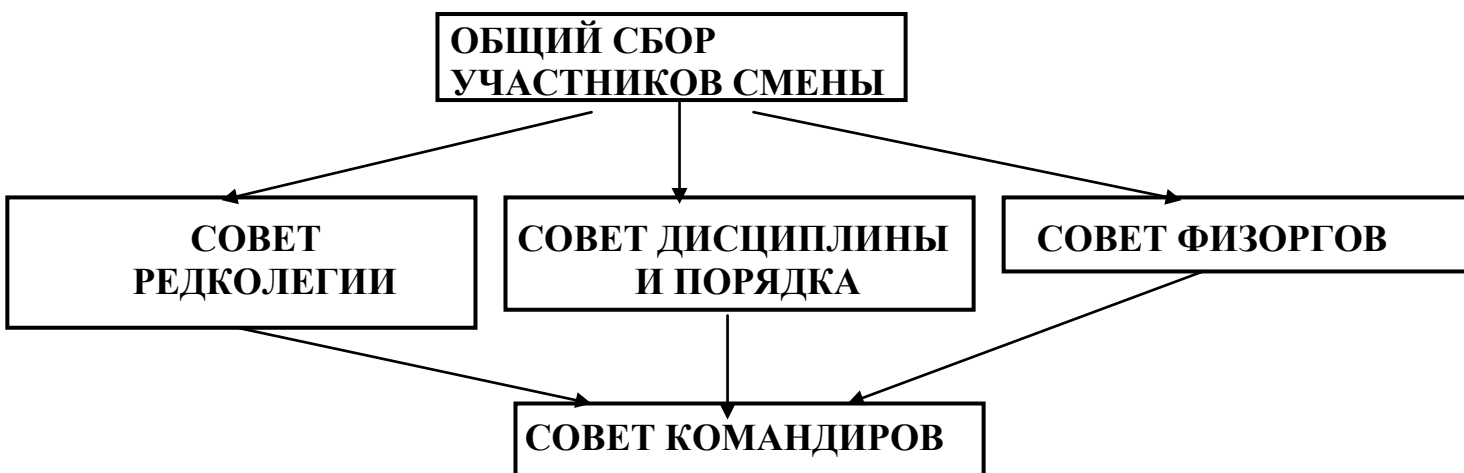 ОБЩИЙ СБОР
УЧАСТНИКОВ СМЕНЫ
СОВЕТ
РЕДКОЛЕГИИ
СОВЕТ ДИСЦИПЛИНЫ
И ПОРЯДКА
СОВЕТ ФИЗОРГОВ
СОВЕТ КОМАНДИРОВ